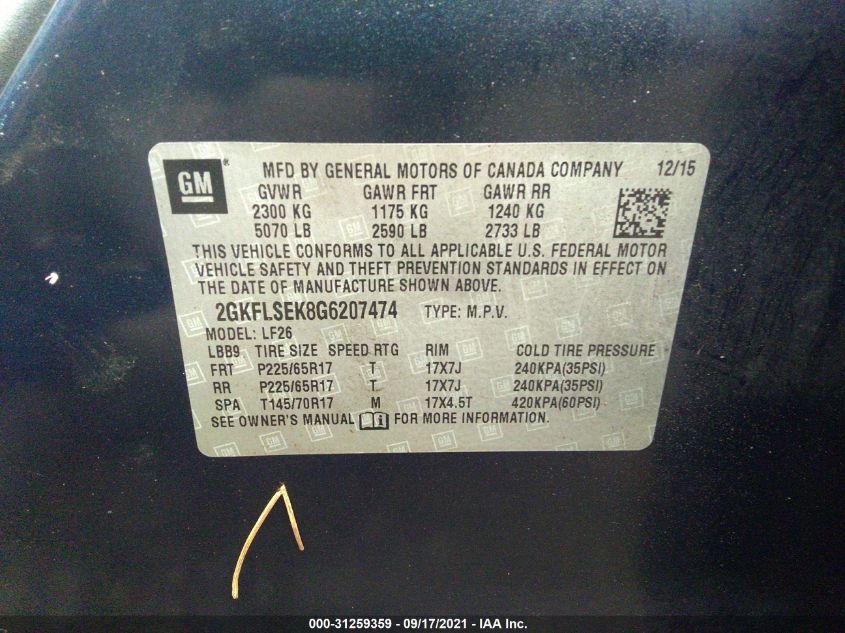 GM® MFD BY GENERAL MOTORS OF CANADA COMPANY 12/15
GVWR GAWR FRT GAWR RR
2300 KG 1175 KG 1240 KG
5070 LB 2590 LB 2733 LB
THIS VEHICLE CONFORMS TO ALL APPLICABLE U.S. FEDERAL MOTOR
VEHICLE SAFETY AND THEFT PREVENTION STANDARDS IN EFFECT ON
THE DATE OF MANUFACTURE SHOWN ABOVE.
2GKFLSEK8G6207474 TYPE: M.P.V.
MODEL: LF26
LBB9 TIRE SIZE SPEED RTG RIM COLD TIRE PRESSURE
FRT P225/65R17 T 17X7J 240KPA(35PSI)
RR P225/65R17 T 17X7J 240KPA(35PSI)
SPA T145/70R17 M 17X4.5T 420KPA(60PSI)
SEE OWNER'S MANUAL FOR MORE INFORMATION.
000-31259359 - 09/17/2021 - IAA Inc.